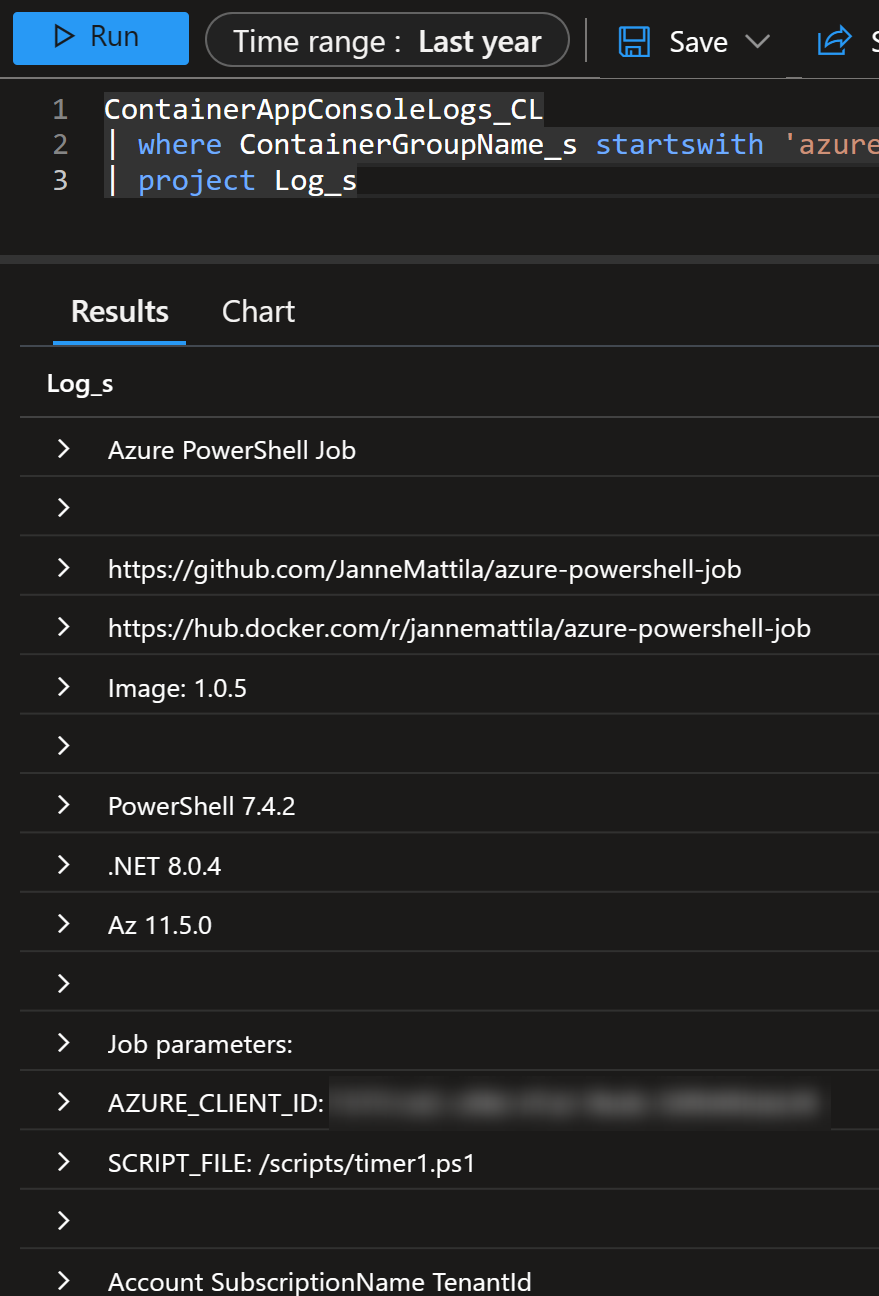 Run Time range : Last year Save
1 ContainerAppConsoleLogs_CL
2 | where ContainerGroupName_s startswith 'azure
3 | project Log_s
Results Chart
Log_s
Azure PowerShell Job
https://github.com/JanneMattila/azure-powershell-job
https://hub.docker.com/r/jannemattila/azure-powershell-job
Image: 1.0.5
PowerShell 7.4.2
.NET 8.0.4
Az 11.5.0
Job parameters:
AZURE_CLIENT_ID:
SCRIPT_FILE: /scripts/timer1.ps1
Account SubscriptionName TenantId